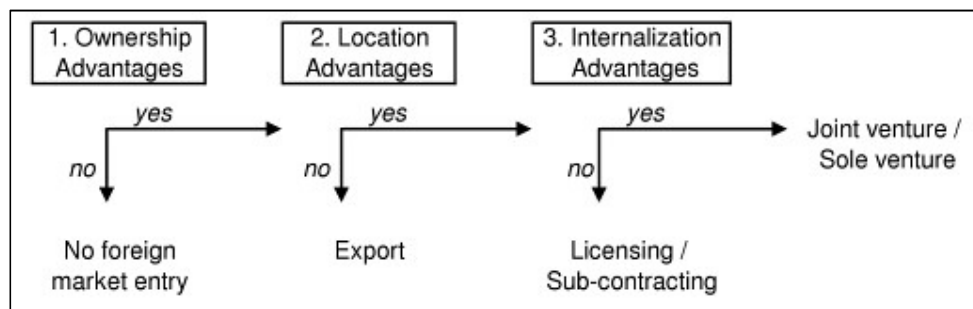 1. Ownership
Advantages
2. Location
Advantages
3. Internalization
Advantages
yes
yes
yes
no
no
no
Joint venture /
Sole venture
No foreign
market entry
Export
Licensing /
Sub-contracting